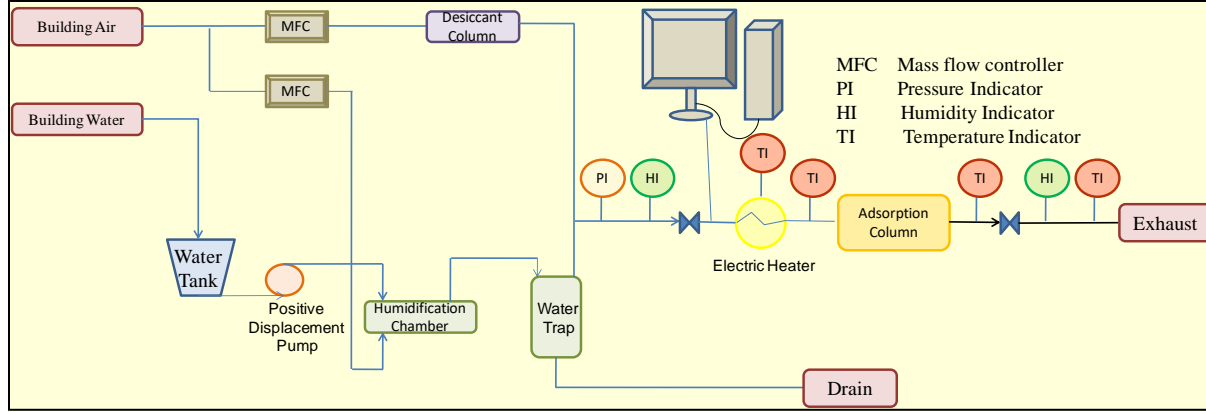 Building Air
MFC
Desiccant
Column
MFC
Building Water
MFC Mass flow controller
PI Pressure Indicator
HI Humidity Indicator
TI Temperature Indicator
TI
PI
HI
TI
TI
HI
TI
Adsorption
Column
Exhaust
Electric Heater
Water
Tank
Positive
Displacement
Pump
Humidification
Chamber
Water
Trap
Drain